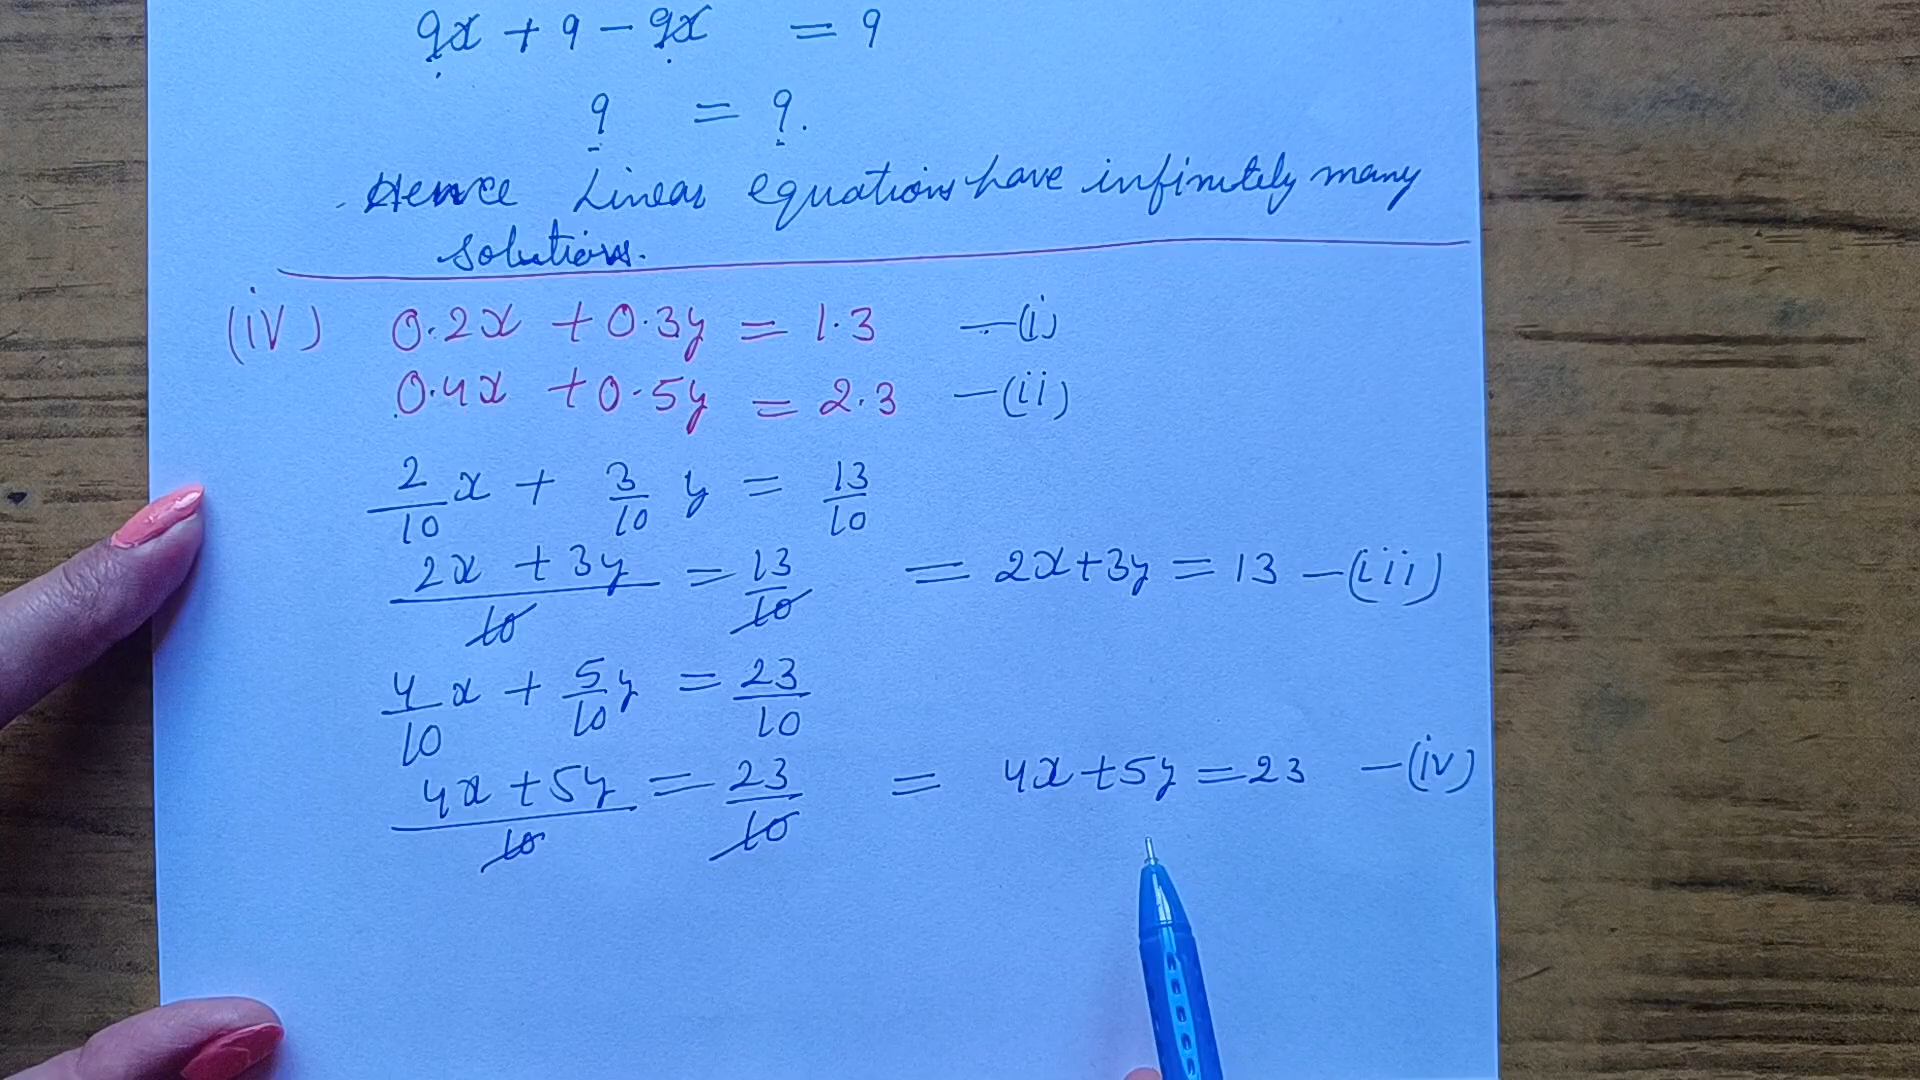 9x + 9 - 9x = 9
9 = 9.
Hence Linear equations have infinitely many
solutions.
(iv) 0.2x + 0.3y = 1.3 —(i)
0.4x + 0.5y = 2.3 —(ii)
2/10 x + 3/10 y = 13/10
2x + 3y/10 = 13/10 = 2x+3y = 13 —(iii)
4/10 x + 5/10 y = 23/10
4x + 5y/10 = 23/10 = 4x+5y = 23 —(iv)